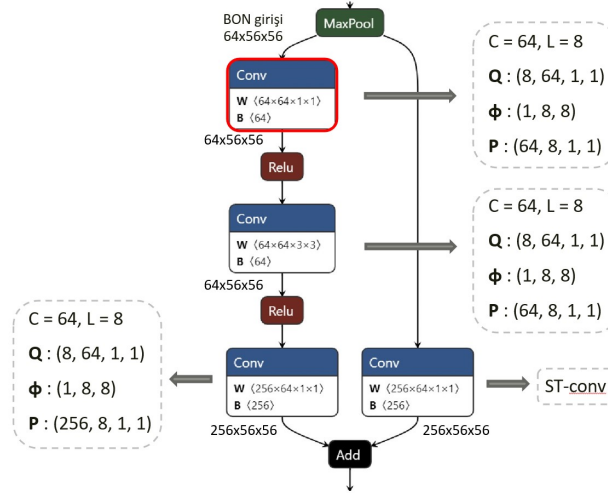 BON girişi
64x56x56
MaxPool
Conv
W ⟨64×64×1×1⟩
B ⟨64⟩
C = 64, L = 8
Q : (8, 64, 1, 1)
ɸ : (1, 8, 8)
P : (64, 8, 1, 1)
64x56x56
Relu
Conv
W ⟨64×64×3×3⟩
B ⟨64⟩
C = 64, L = 8
Q : (8, 64, 1, 1)
ɸ : (1, 8, 8)
P : (64, 8, 1, 1)
64x56x56
Relu
C = 64, L = 8
Q : (8, 64, 1, 1)
ɸ : (1, 8, 8)
P : (256, 8, 1, 1)
Conv
W ⟨256×64×1×1⟩
B ⟨256⟩
Conv
W ⟨256×64×1×1⟩
B ⟨256⟩
ST-conv
256x56x56
256x56x56
Add